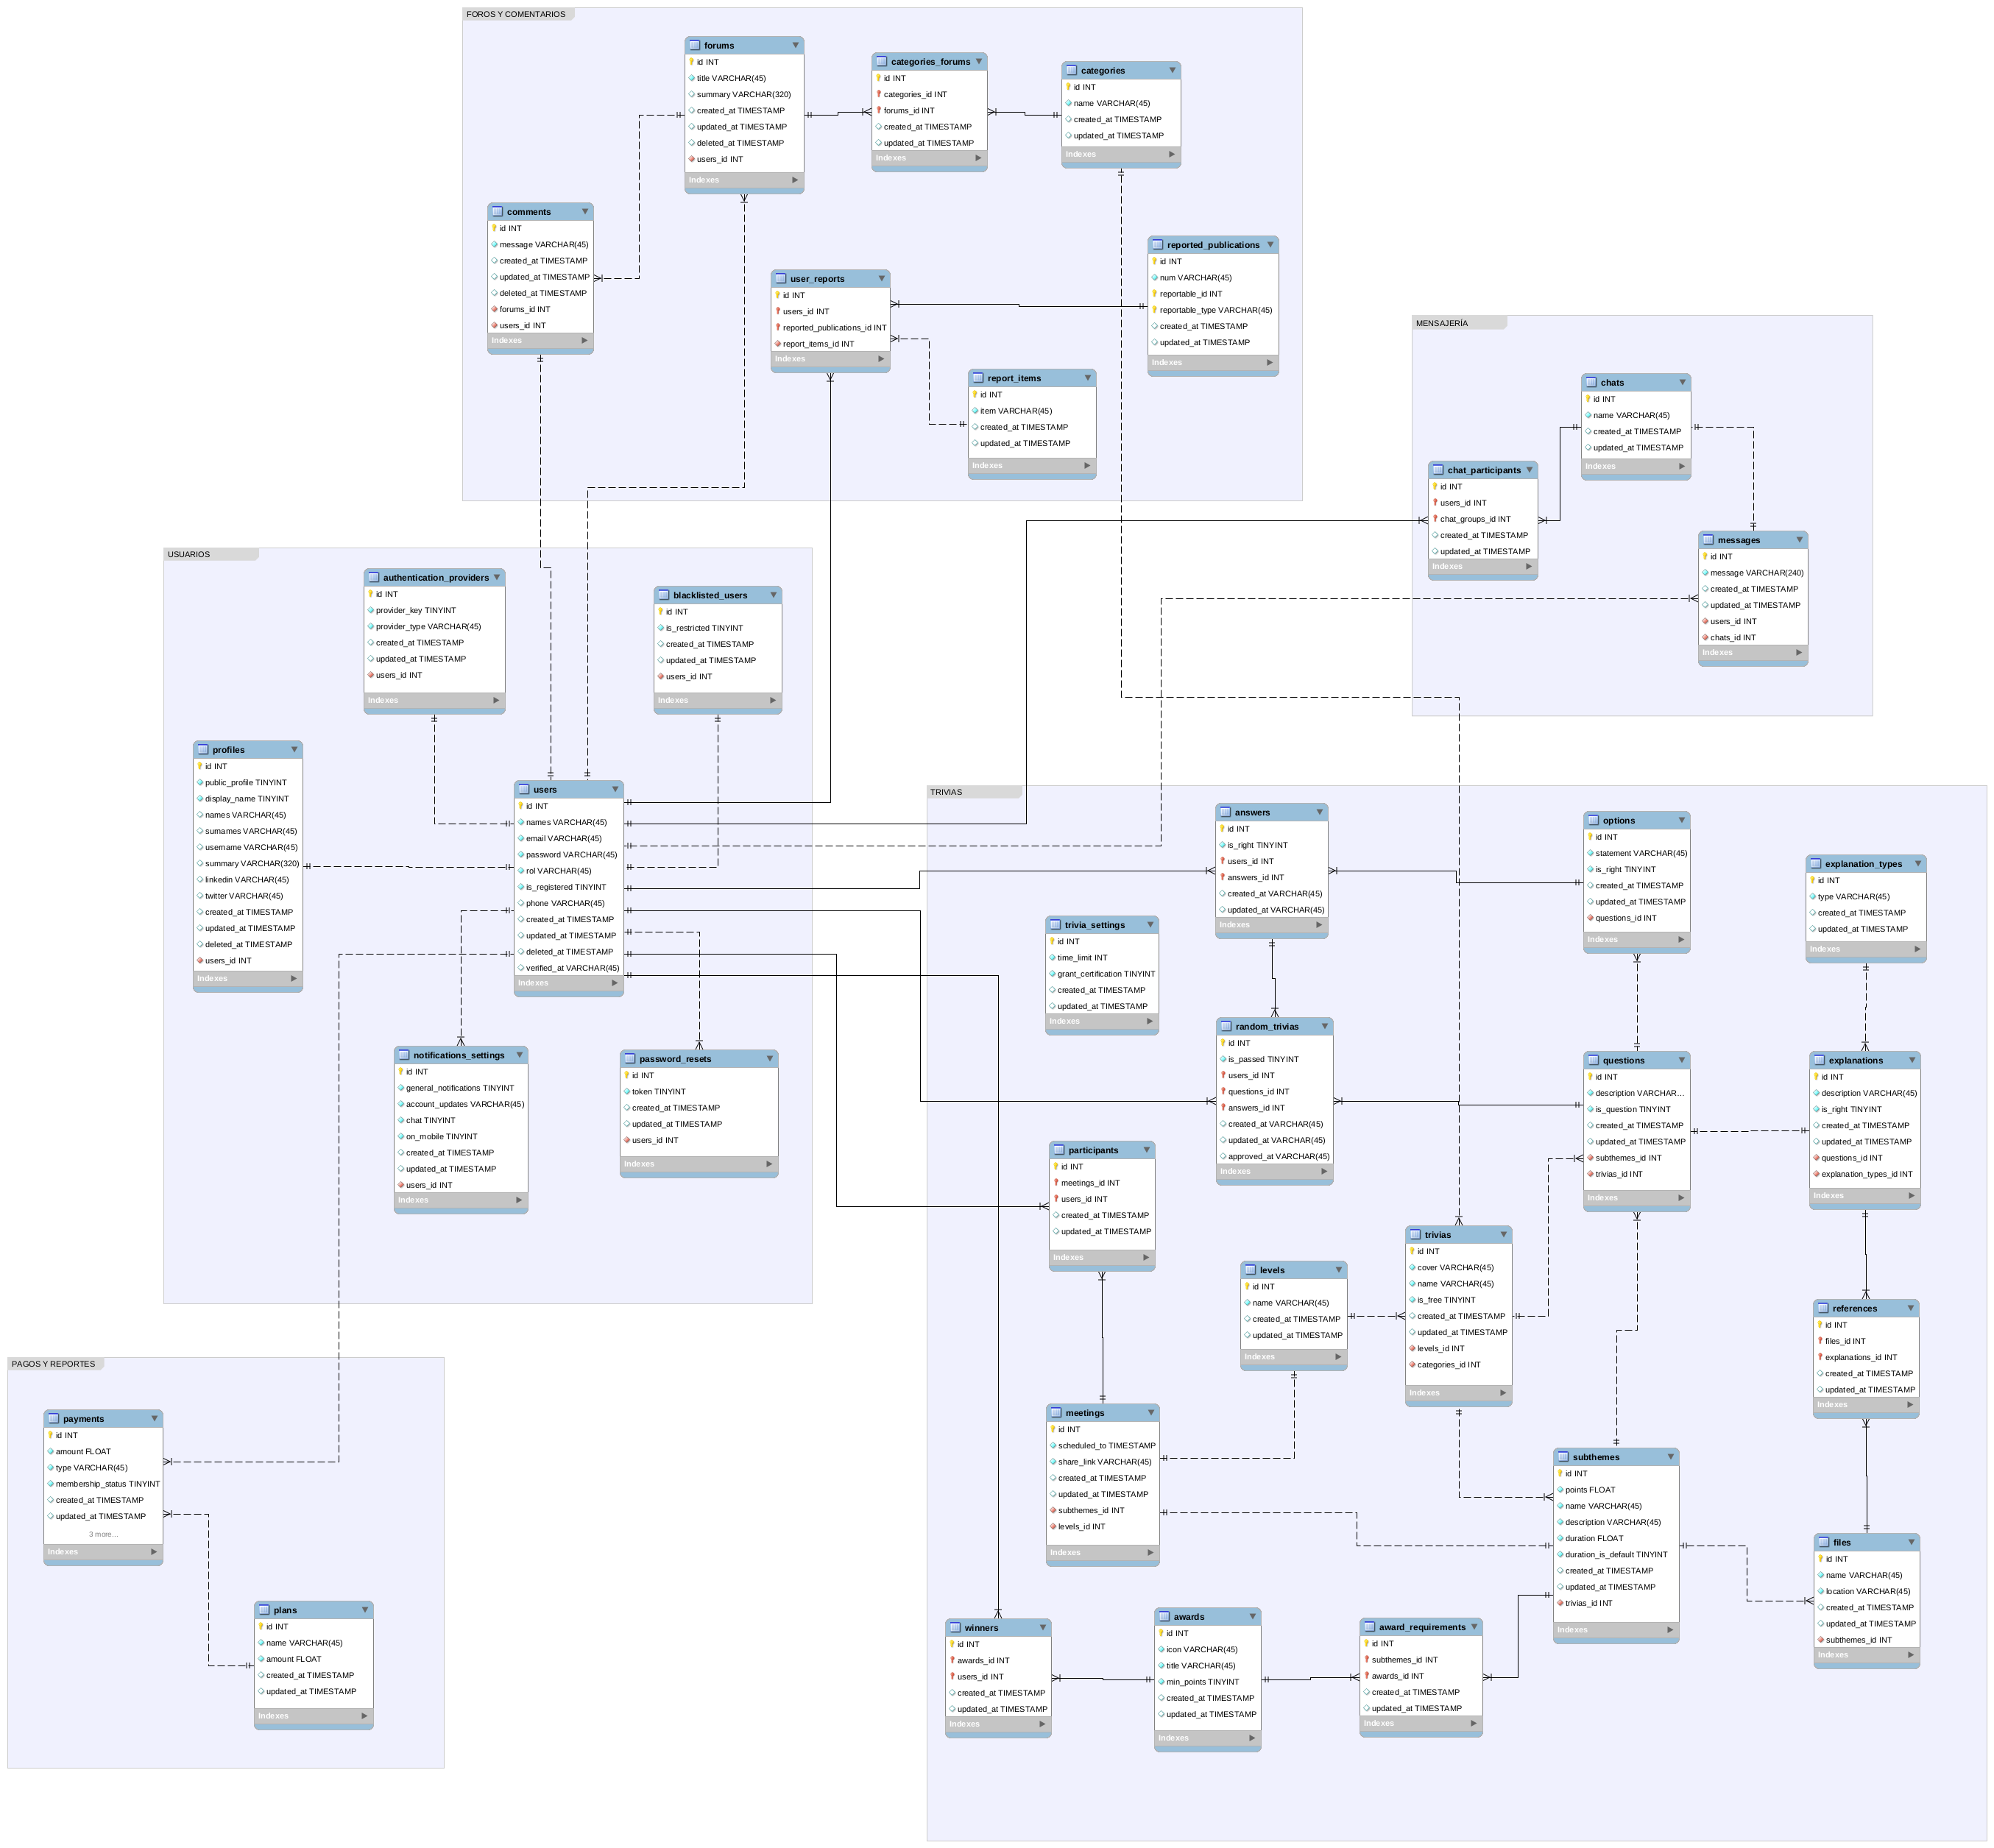 FOROS Y COMENTARIOS
forums
id INT
title VARCHAR(45)
summary VARCHAR(320)
created_at TIMESTAMP
updated_at TIMESTAMP
deleted_at TIMESTAMP
users_id INT
Indexes
categories_forums
id INT
categories_id INT
forums_id INT
created_at TIMESTAMP
updated_at TIMESTAMP
Indexes
categories
id INT
name VARCHAR(45)
created_at TIMESTAMP
updated_at TIMESTAMP
Indexes
comments
id INT
message VARCHAR(45)
created_at TIMESTAMP
updated_at TIMESTAMP
deleted_at TIMESTAMP
forums_id INT
users_id INT
Indexes
user_reports
id INT
users_id INT
reported_publications_id INT
report_items_id INT
Indexes
reported_publications
id INT
num VARCHAR(45)
reportable_id INT
reportable_type VARCHAR(45)
created_at TIMESTAMP
updated_at TIMESTAMP
Indexes
report_items
id INT
item VARCHAR(45)
created_at TIMESTAMP
updated_at TIMESTAMP
Indexes
MENSAJERÍA
chats
id INT
name VARCHAR(45)
created_at TIMESTAMP
updated_at TIMESTAMP
Indexes
chat_participants
id INT
users_id INT
chat_groups_id INT
created_at TIMESTAMP
updated_at TIMESTAMP
Indexes
messages
id INT
message VARCHAR(240)
created_at TIMESTAMP
updated_at TIMESTAMP
users_id INT
chats_id INT
Indexes
USUARIOS
authentication_providers
id INT
provider_key TINYINT
provider_type VARCHAR(45)
created_at TIMESTAMP
updated_at TIMESTAMP
users_id INT
Indexes
blacklisted_users
id INT
is_restricted TINYINT
created_at TIMESTAMP
updated_at TIMESTAMP
users_id INT
Indexes
profiles
id INT
public_profile TINYINT
display_name TINYINT
names VARCHAR(45)
surnames VARCHAR(45)
username VARCHAR(45)
summary VARCHAR(320)
linkedin VARCHAR(45)
twitter VARCHAR(45)
created_at TIMESTAMP
updated_at TIMESTAMP
deleted_at TIMESTAMP
users_id INT
Indexes
users
id INT
names VARCHAR(45)
email VARCHAR(45)
password VARCHAR(45)
rol VARCHAR(45)
is_registered TINYINT
phone VARCHAR(45)
created_at TIMESTAMP
updated_at TIMESTAMP
deleted_at TIMESTAMP
verified_at VARCHAR(45)
Indexes
notifications_settings
id INT
general_notifications TINYINT
account_updates VARCHAR(45)
chat TINYINT
on_mobile TINYINT
created_at TIMESTAMP
updated_at TIMESTAMP
users_id INT
Indexes
password_resets
id INT
token TINYINT
created_at TIMESTAMP
updated_at TIMESTAMP
users_id INT
Indexes
TRIVIAS
answers
id INT
is_right TINYINT
users_id INT
answers_id INT
created_at VARCHAR(45)
updated_at VARCHAR(45)
Indexes
options
id INT
statement VARCHAR(45)
is_right TINYINT
created_at TIMESTAMP
updated_at TIMESTAMP
questions_id INT
Indexes
explanation_types
id INT
type VARCHAR(45)
created_at TIMESTAMP
updated_at TIMESTAMP
Indexes
trivia_settings
id INT
time_limit INT
grant_certification TINYINT
created_at TIMESTAMP
updated_at TIMESTAMP
Indexes
random_trivias
id INT
is_passed TINYINT
users_id INT
questions_id INT
answers_id INT
created_at VARCHAR(45)
updated_at VARCHAR(45)
approved_at VARCHAR(45)
Indexes
questions
id INT
description VARCHAR...
is_question TINYINT
created_at TIMESTAMP
updated_at TIMESTAMP
subthemes_id INT
trivias_id INT
Indexes
explanations
id INT
description VARCHAR(45)
is_right TINYINT
created_at TIMESTAMP
updated_at TIMESTAMP
questions_id INT
explanation_types_id INT
Indexes
participants
id INT
meetings_id INT
users_id INT
created_at TIMESTAMP
updated_at TIMESTAMP
Indexes
trivias
id INT
cover VARCHAR(45)
name VARCHAR(45)
is_free TINYINT
created_at TIMESTAMP
updated_at TIMESTAMP
levels_id INT
categories_id INT
Indexes
levels
id INT
name VARCHAR(45)
created_at TIMESTAMP
updated_at TIMESTAMP
Indexes
references
id INT
files_id INT
explanations_id INT
created_at TIMESTAMP
updated_at TIMESTAMP
Indexes
meetings
id INT
scheduled_to TIMESTAMP
share_link VARCHAR(45)
created_at TIMESTAMP
updated_at TIMESTAMP
subthemes_id INT
levels_id INT
Indexes
subthemes
id INT
points FLOAT
name VARCHAR(45)
description VARCHAR(45)
duration FLOAT
duration_is_default TINYINT
created_at TIMESTAMP
updated_at TIMESTAMP
trivias_id INT
Indexes
files
id INT
name VARCHAR(45)
location VARCHAR(45)
created_at TIMESTAMP
updated_at TIMESTAMP
subthemes_id INT
Indexes
winners
id INT
awards_id INT
users_id INT
created_at TIMESTAMP
updated_at TIMESTAMP
Indexes
awards
id INT
icon VARCHAR(45)
title VARCHAR(45)
min_points TINYINT
created_at TIMESTAMP
updated_at TIMESTAMP
Indexes
award_requirements
id INT
subthemes_id INT
awards_id INT
created_at TIMESTAMP
updated_at TIMESTAMP
Indexes
PAGOS Y REPORTES
payments
id INT
amount FLOAT
type VARCHAR(45)
membership_status TINYINT
created_at TIMESTAMP
updated_at TIMESTAMP
3 more...
Indexes
plans
id INT
name VARCHAR(45)
amount FLOAT
created_at TIMESTAMP
updated_at TIMESTAMP
Indexes